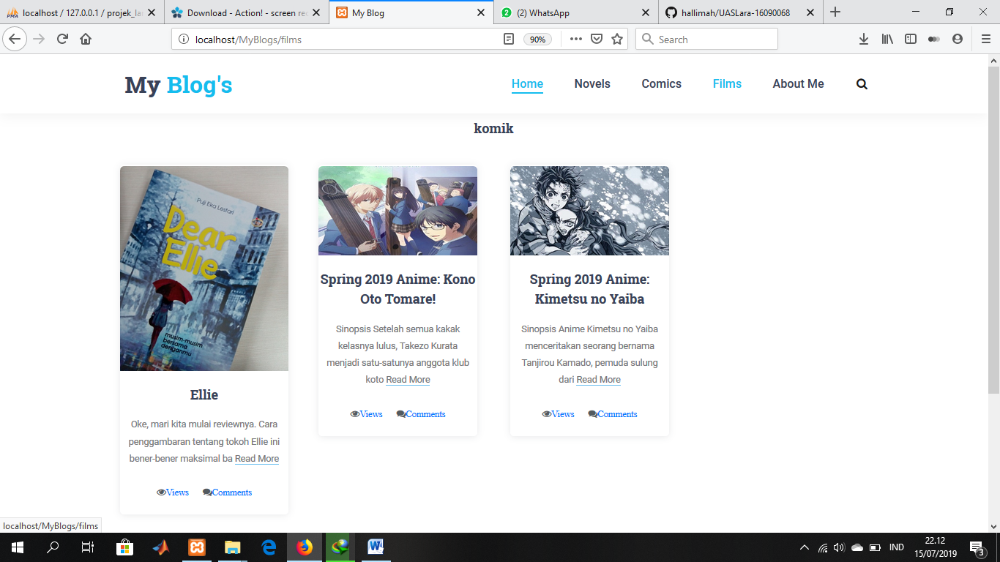 localhost / 127.0.0.1 / projek_la
Download - Action! - screen rec
My Blog
(2) WhatsApp
hallimah/UASLara-16090068
localhost/MyBlogs/films
90%
Search
My Blog's
Home
Novels
Comics
Films
About Me
komik
Puji Eka Lestari
Dear
Ellie
musim-musim
bersama
denganmu
Ellie
Oke, mari kita mulai reviewnya. Cara
penggambaran tentang tokoh Ellie ini
bener-bener maksimal ba Read More
Views Comments
Spring 2019 Anime: Kono
Oto Tomare!
Sinopsis Setelah semua kakak
kelasnya lulus, Takezo Kurata
menjadi satu-satunya anggota klub
koto Read More
Views Comments
Spring 2019 Anime:
Kimetsu no Yaiba
Sinopsis Anime Kimetsu no Yaiba
menceritakan seorang bernama
Tanjirou Kamado, pemuda sulung
dari Read More
Views Comments
localhost/MyBlogs/films
IND
22.12
15/07/2019
3